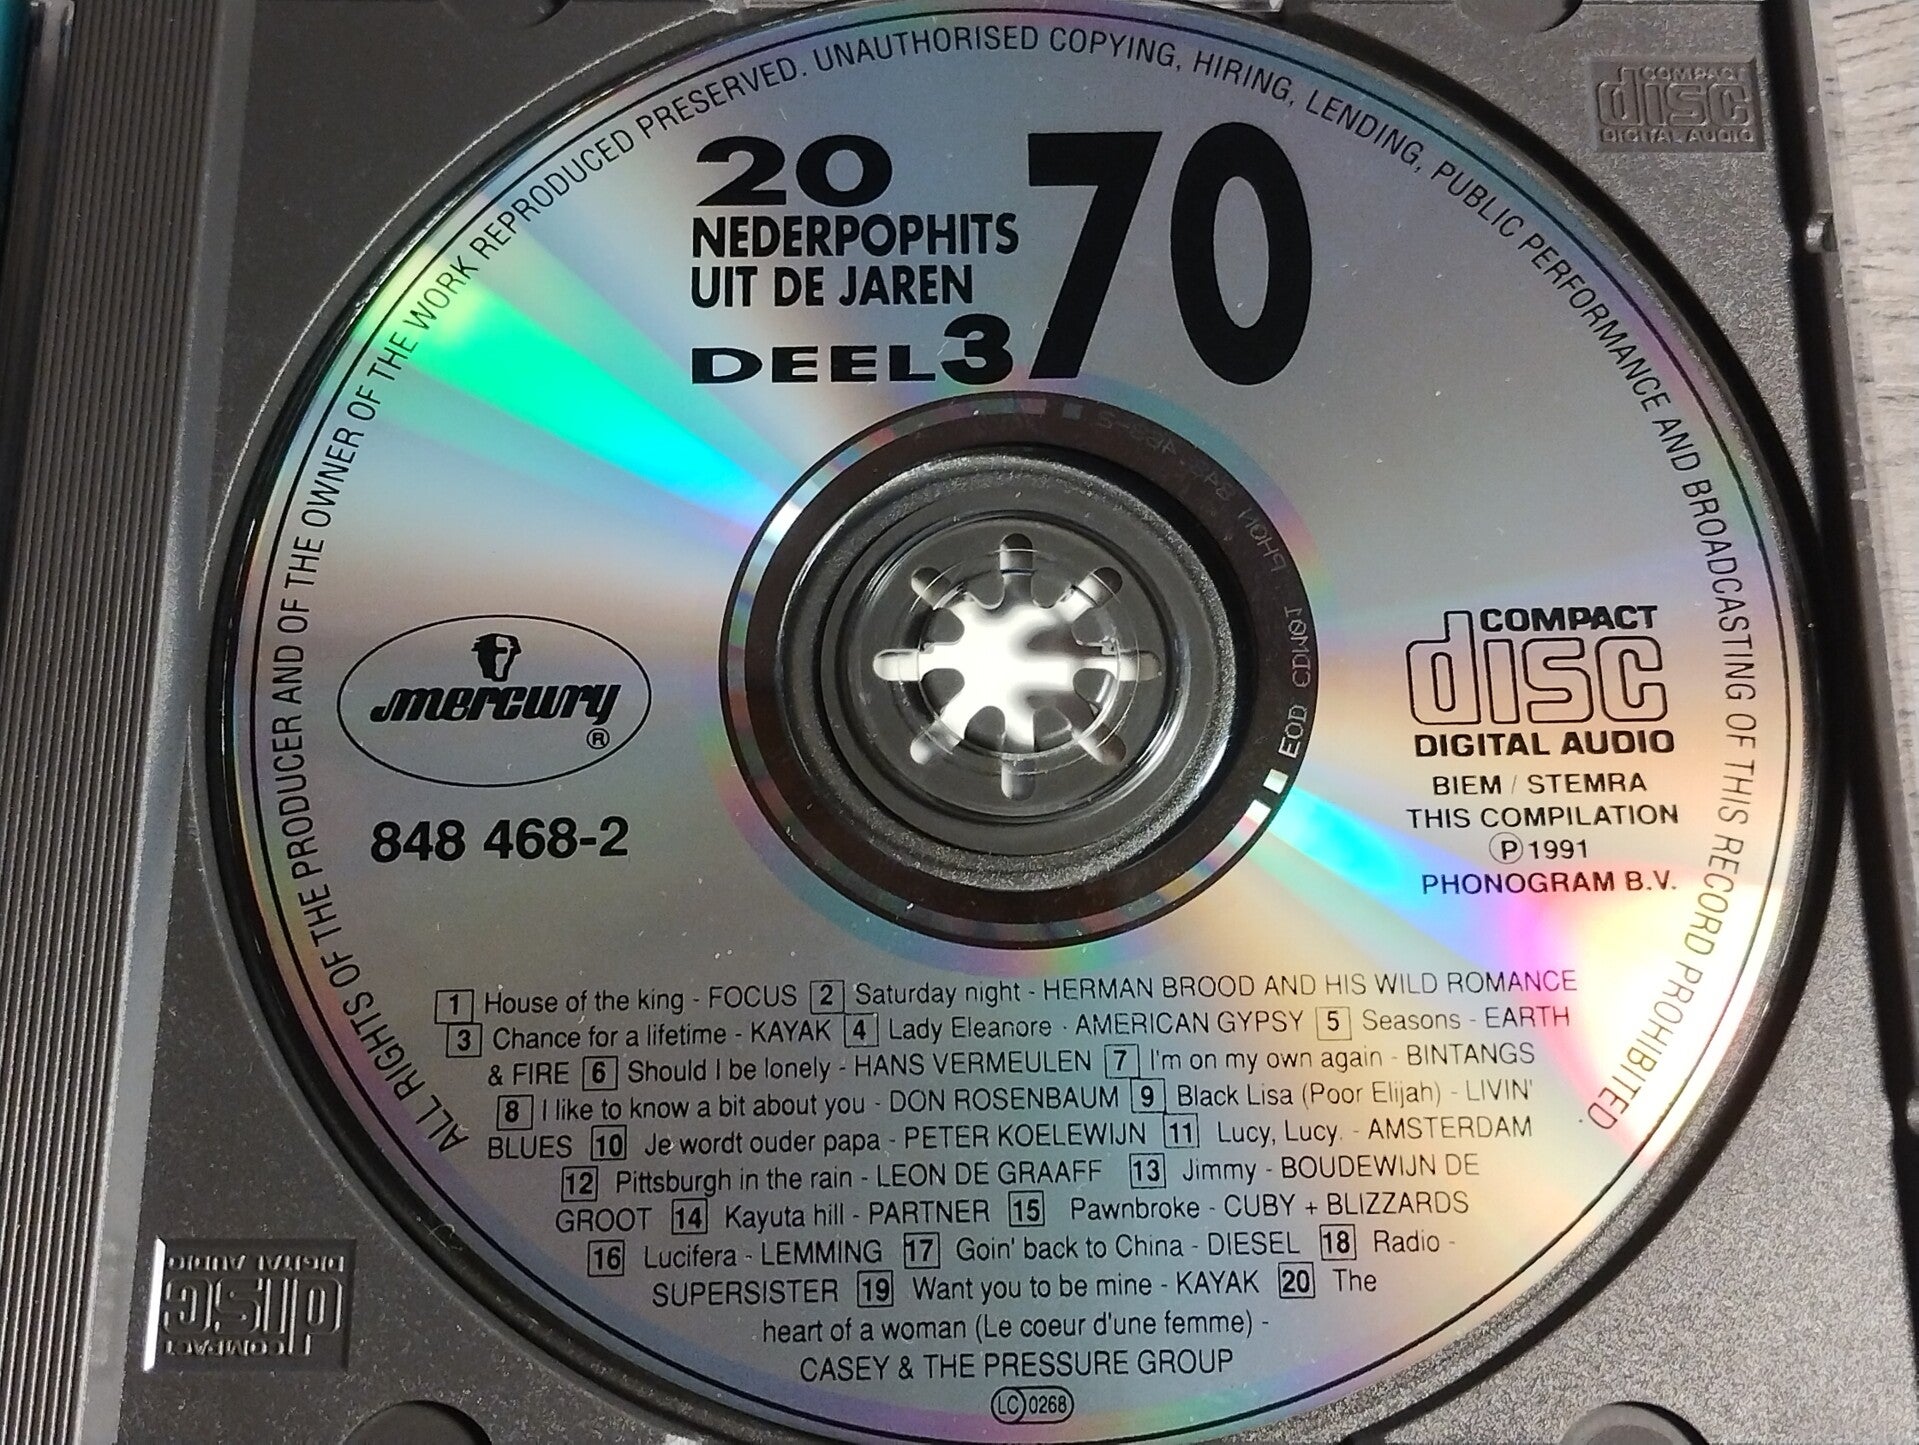 ALL RIGHTS OF THE PRODUCER AND OF THE OWNER OF THE WORK REPRODUCED PRESERVED. UNAUTHORISED COPYING, HIRING, LENDING, PUBLIC PERFORMANCE AND BROADCASTING OF THIS RECORD PROHIBITED.
20
NEDERPOPHITS
UIT DE JAREN
DEEL 3
70
COMPACT
disc
DIGITAL AUDIO
mercury
®
848 468-2
EOD CDM01
COMPACT
disc
DIGITAL AUDIO
BIEM / STEMRA
THIS COMPILATION
Ⓟ 1991
PHONOGRAM B.V.
1 House of the king - FOCUS 2 Saturday night - HERMAN BROOD AND HIS WILD ROMANCE
3 Chance for a lifetime - KAYAK 4 Lady Eleanore - AMERICAN GYPSY 5 Seasons - EARTH
& FIRE 6 Should I be lonely - HANS VERMEULEN 7 I'm on my own again - BINTANGS
8 I like to know a bit about you - DON ROSENBAUM 9 Black Lisa (Poor Elijah) - LIVIN'
BLUES 10 Je wordt ouder papa - PETER KOELEWIJN 11 Lucy, Lucy. - AMSTERDAM
12 Pittsburgh in the rain - LEON DE GRAAFF 13 Jimmy - BOUDEWIJN DE
GROOT 14 Kayuta hill - PARTNER 15 Pawnbroke - CUBY + BLIZZARDS
16 Lucifera - LEMMING 17 Goin' back to China - DIESEL 18 Radio -
SUPERSISTER 19 Want you to be mine - KAYAK 20 The
heart of a woman (Le coeur d'une femme) -
CASEY & THE PRESSURE GROUP
LC 0268
COMPACT
disc
DIGITAL AUDIO